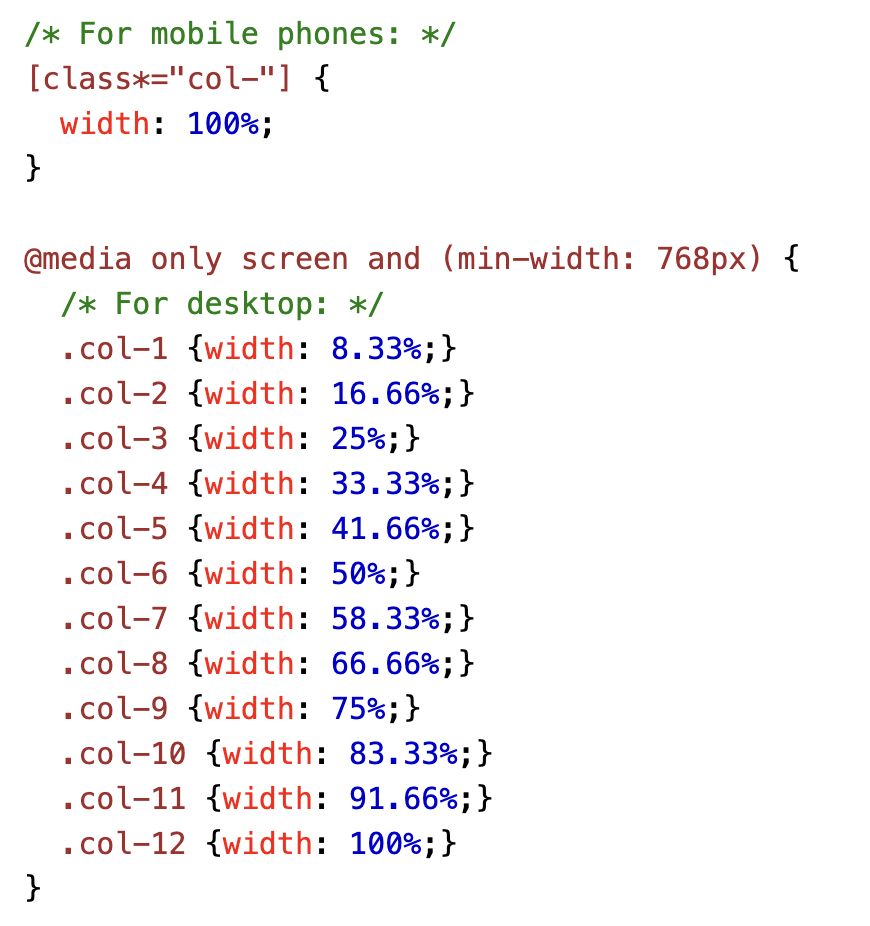 /* For mobile phones: */
[class*="col-"] {
  width: 100%;
}

@media only screen and (min-width: 768px) {
  /* For desktop: */
  .col-1 {width: 8.33%;}
  .col-2 {width: 16.66%;}
  .col-3 {width: 25%;}
  .col-4 {width: 33.33%;}
  .col-5 {width: 41.66%;}
  .col-6 {width: 50%;}
  .col-7 {width: 58.33%;}
  .col-8 {width: 66.66%;}
  .col-9 {width: 75%;}
  .col-10 {width: 83.33%;}
  .col-11 {width: 91.66%;}
  .col-12 {width: 100%;}
}